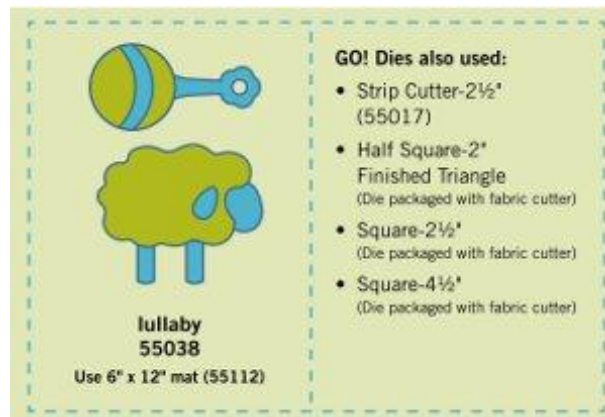 lullaby
55038
Use 6" x 12" mat (55112)
GO! Dies also used:
• Strip Cutter-2½"
(55017)
• Half Square-2"
Finished Triangle
(Die packaged with fabric cutter)
• Square-2½"
(Die packaged with fabric cutter)
• Square-4½"
(Die packaged with fabric cutter)